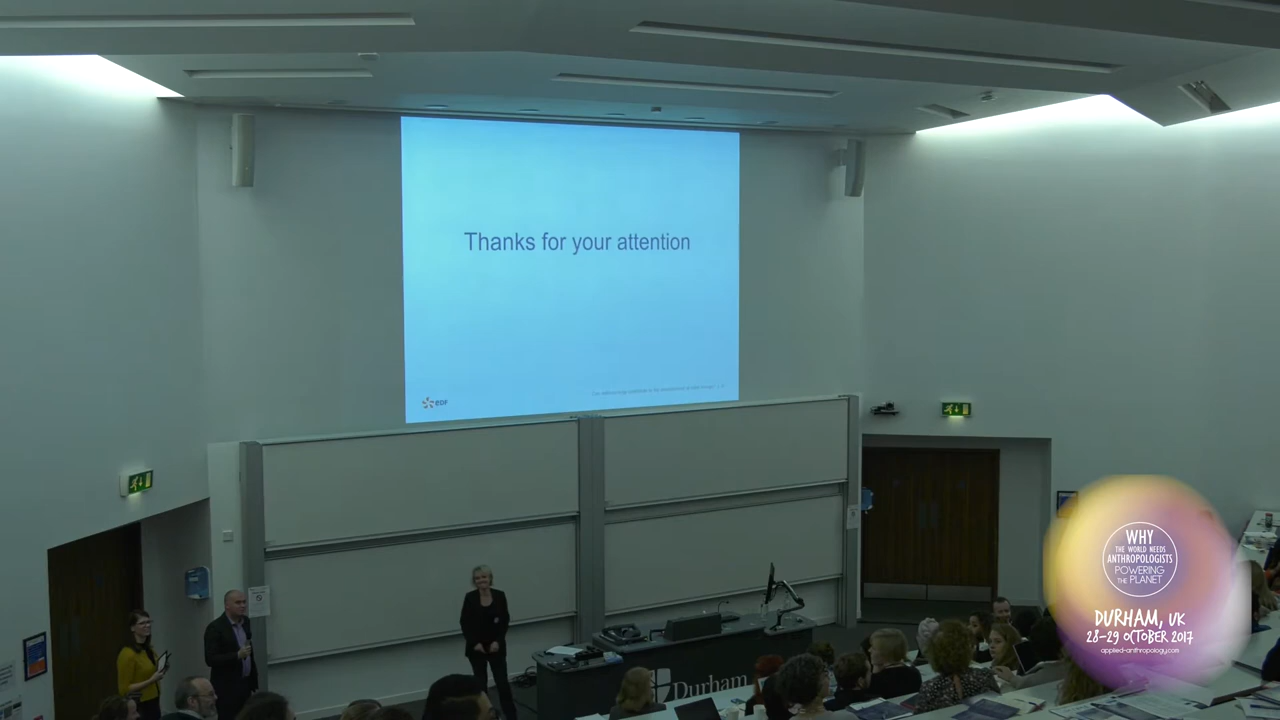 Thanks for your attention
edf
WHY
THE WORLD NEEDS
ANTHROPOLOGISTS
POWERING
THE PLANET
DURHAM, UK
28-29 OCTOBER 2017
applied-anthropology.com
Durham